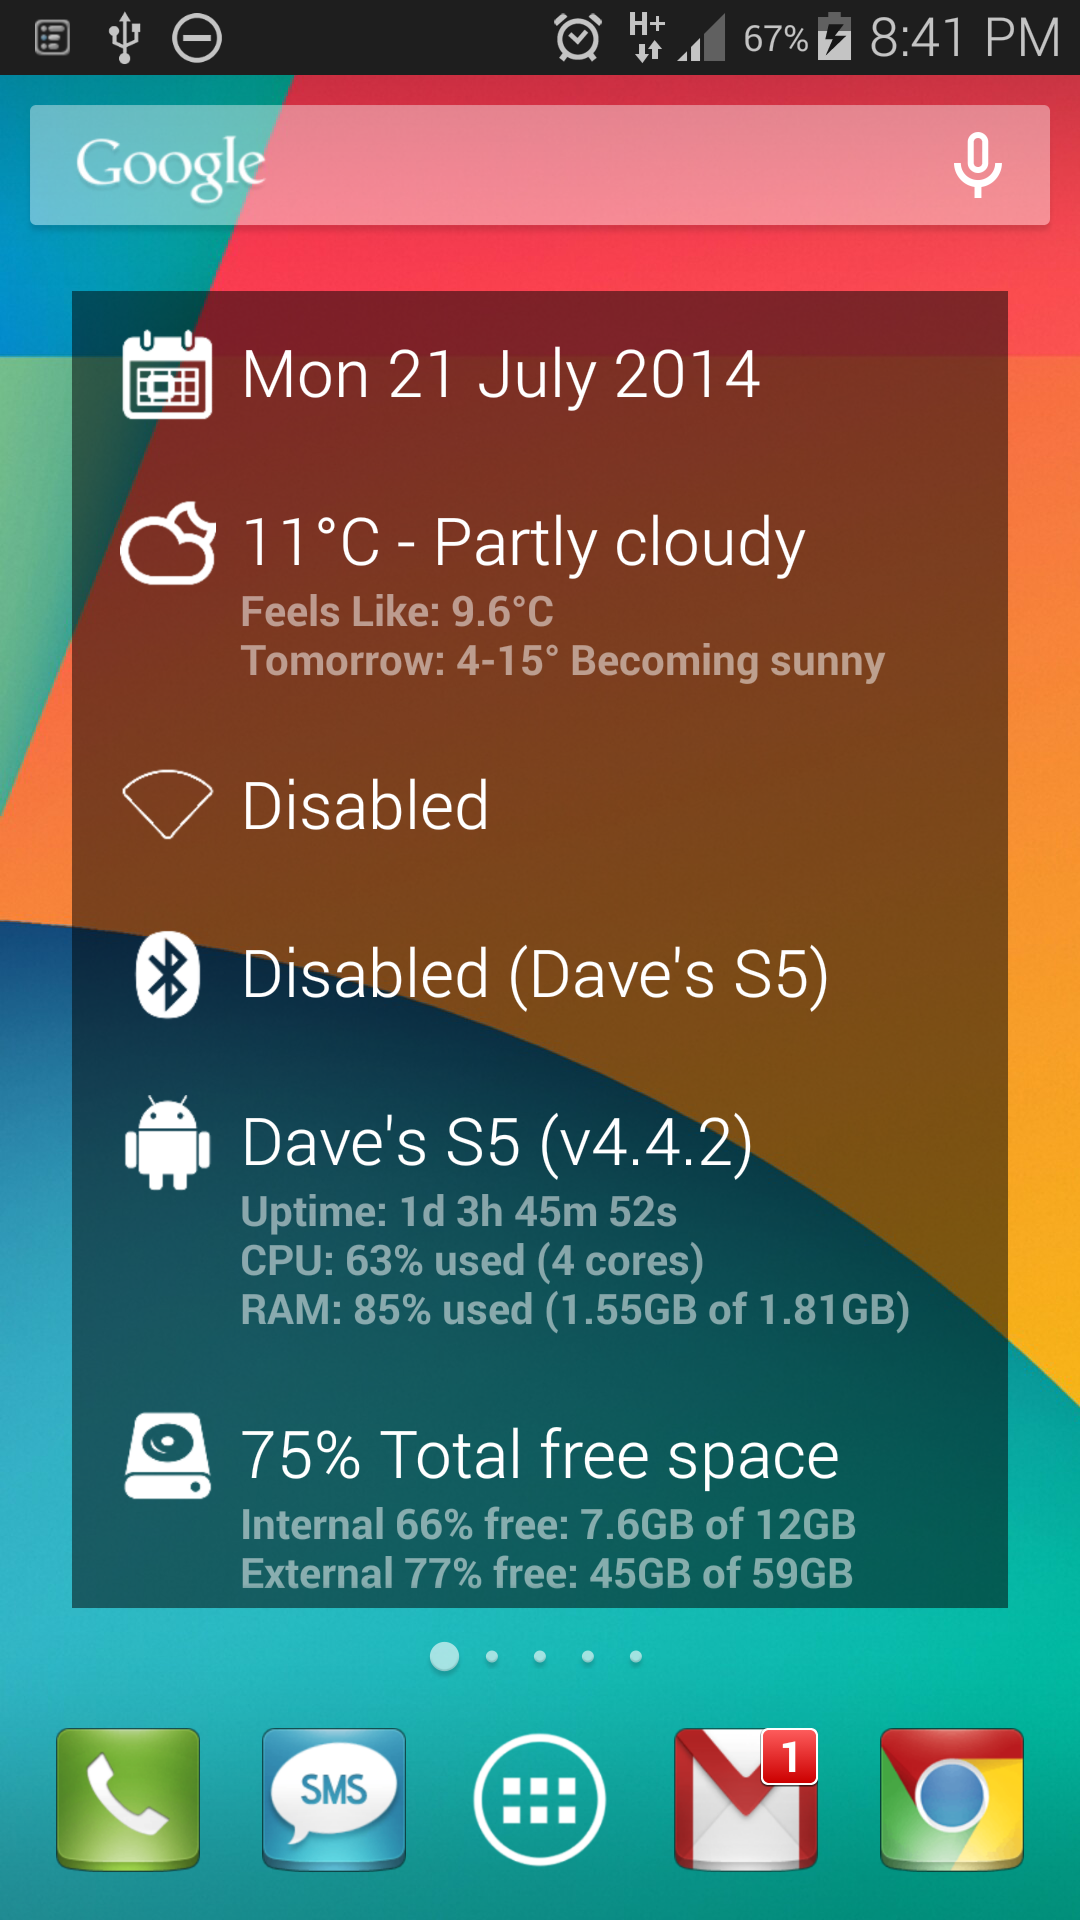 H+ 67% 8:41 PM
Google
Mon 21 July 2014
11°C - Partly cloudy
Feels Like: 9.6°C
Tomorrow: 4-15° Becoming sunny
Disabled
Disabled (Dave's S5)
Dave's S5 (v4.4.2)
Uptime: 1d 3h 45m 52s
CPU: 63% used (4 cores)
RAM: 85% used (1.55GB of 1.81GB)
75% Total free space
Internal 66% free: 7.6GB of 12GB
External 77% free: 45GB of 59GB
SMS 1